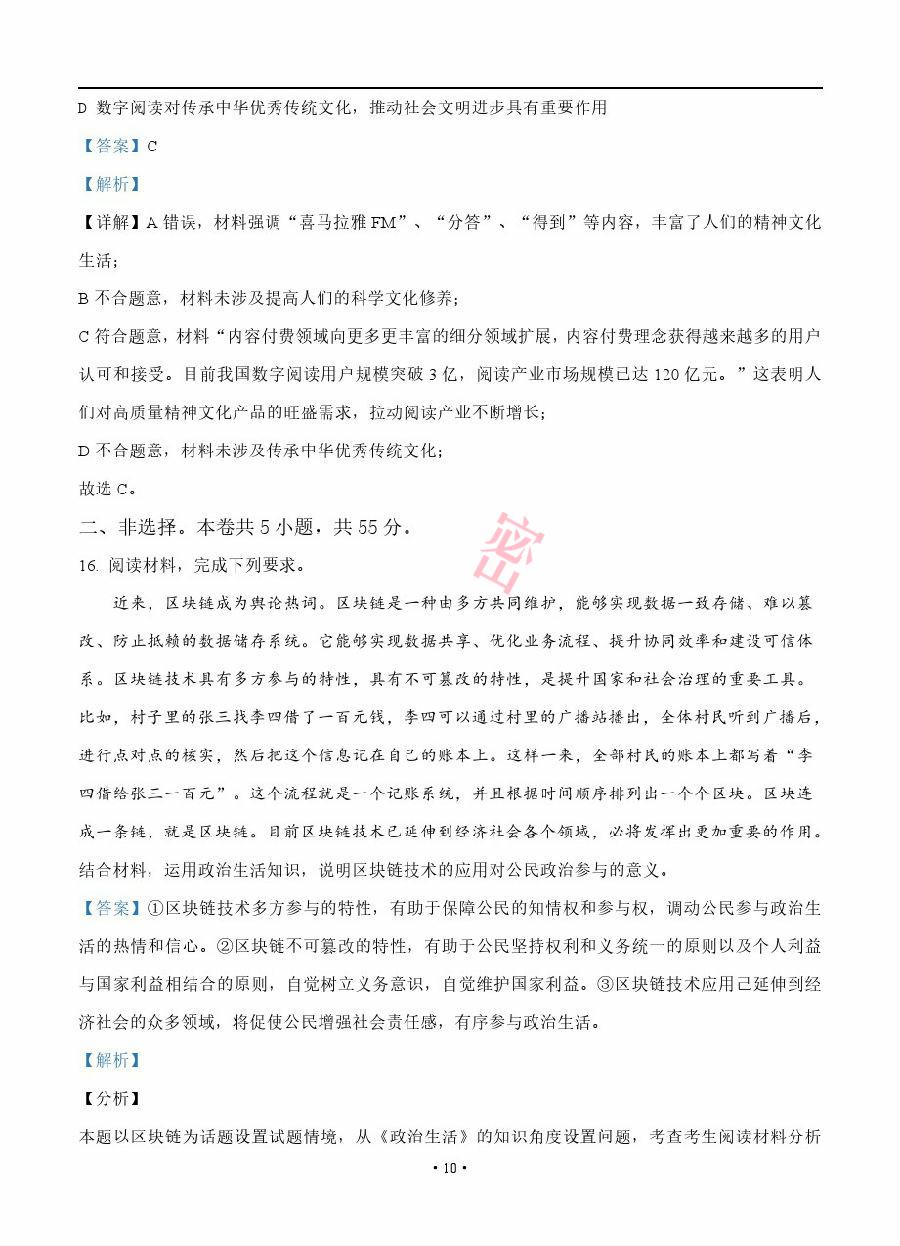 D 数字阅读对传承中华优秀传统文化，推动社会文明进步具有重要作用
【答案】C
【解析】
【详解】A 错误，材料强调“喜马拉雅 FM”、“分答”、“得到”等内容，丰富了人们的精神文化
生活；
B 不合题意，材料未涉及提高人们的科学文化修养；
C 符合题意，材料“内容付费领域向更多更丰富的细分领域扩展，内容付费理念获得越来越多的用户
认可和接受。目前我国数字阅读用户规模突破 3 亿，阅读产业市场规模已达 120 亿元。”这表明人
们对高质量精神文化产品的旺盛需求，拉动阅读产业不断增长；
D 不合题意，材料未涉及传承中华优秀传统文化；
故选 C。
二、非选择。本卷共 5 小题，共 55 分．
密
16. 阅读材料，完成下列要求。
近来，区块链成为舆论热词。区块链是一种由多方共同维护，能够实现数据一致存储、难以篡
改、防止抵赖的数据储存系统。它能够实现数据共享、优化业务流程、提升协同效率和建设可信体
系。区块链技术具有多方参与的特性，具有不可篡改的特性，是提升国家和社会治理的重要工具。
比如，村子里的张三找李四借了一百元钱，李四可以通过村里的广播站播出，全体村民听到广播后，
进行点对点的核实，然后把这个信息记在自己的账本上。这样一来，全部村民的账本上都写着“李
四借给张三一百元”。这个流程就是一个记账系统，并且根据时间顺序排列出一个个区块。区块连
成一条链，就是区块链。目前区块链技术已延伸到经济社会各个领域，必将发挥出更加重要的作用。
结合材料，运用政治生活知识，说明区块链技术的应用对公民政治参与的意义。
【答案】①区块链技术多方参与的特性，有助于保障公民的知情权和参与权，调动公民参与政治生
活的热情和信心。②区块链不可篡改的特性，有助于公民坚持权利和义务统一的原则以及个人利益
与国家利益相结合的原则，自觉树立义务意识，自觉维护国家利益。③区块链技术应用已延伸到经
济社会的众多领域，将促使公民增强社会责任感，有序参与政治生活。
【解析】
【分析】
本题以区块链为话题设置试题情境，从《政治生活》的知识角度设置问题，考查考生阅读材料分析
• 10 •